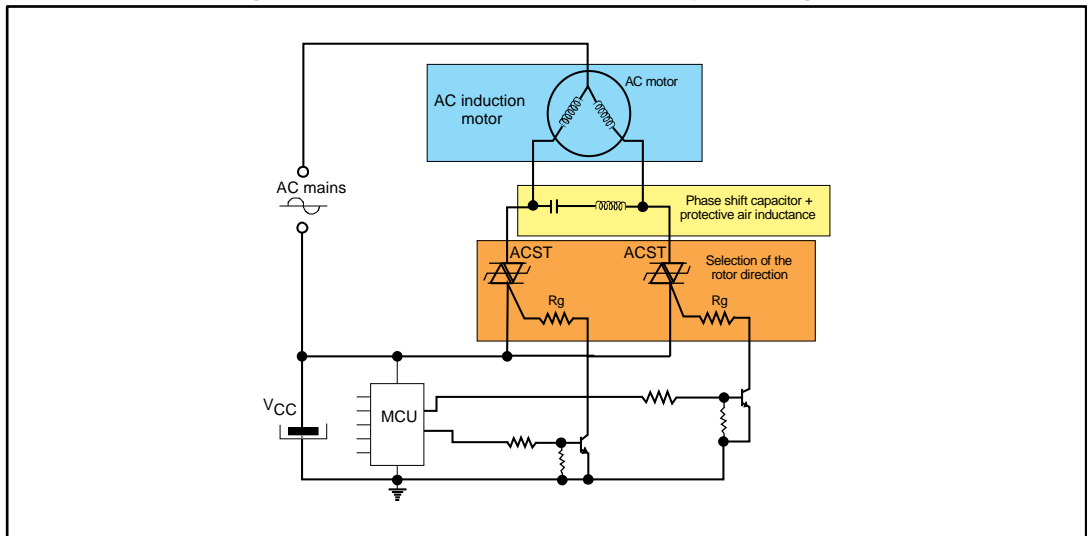 AC motor
AC induction
motor
AC mains
Phase shift capacitor +
protective air inductance
ACST
ACST
Selection of the
rotor direction
Rg
Rg
VCC
MCU